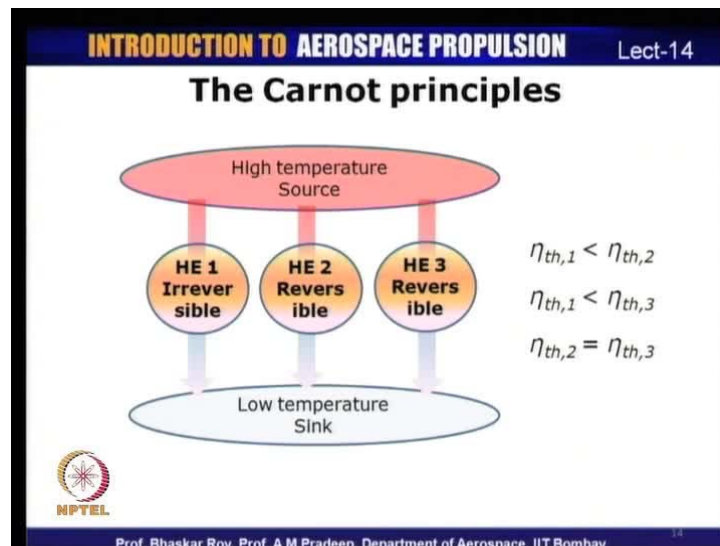 INTRODUCTION TO AEROSPACE PROPULSION
Lect-14
The Carnot principles
High temperature
Source
HE 1
Irrever
sible
HE 2
Revers
ible
HE 3
Revers
ible
ηth,1 < ηth,2
ηth,1 < ηth,3
ηth,2 = ηth,3
Low temperature
Sink
NPTEL
Prof. Bhaskar Roy, Prof. A M Pradeep, Department of Aerospace, IIT Bombay
14